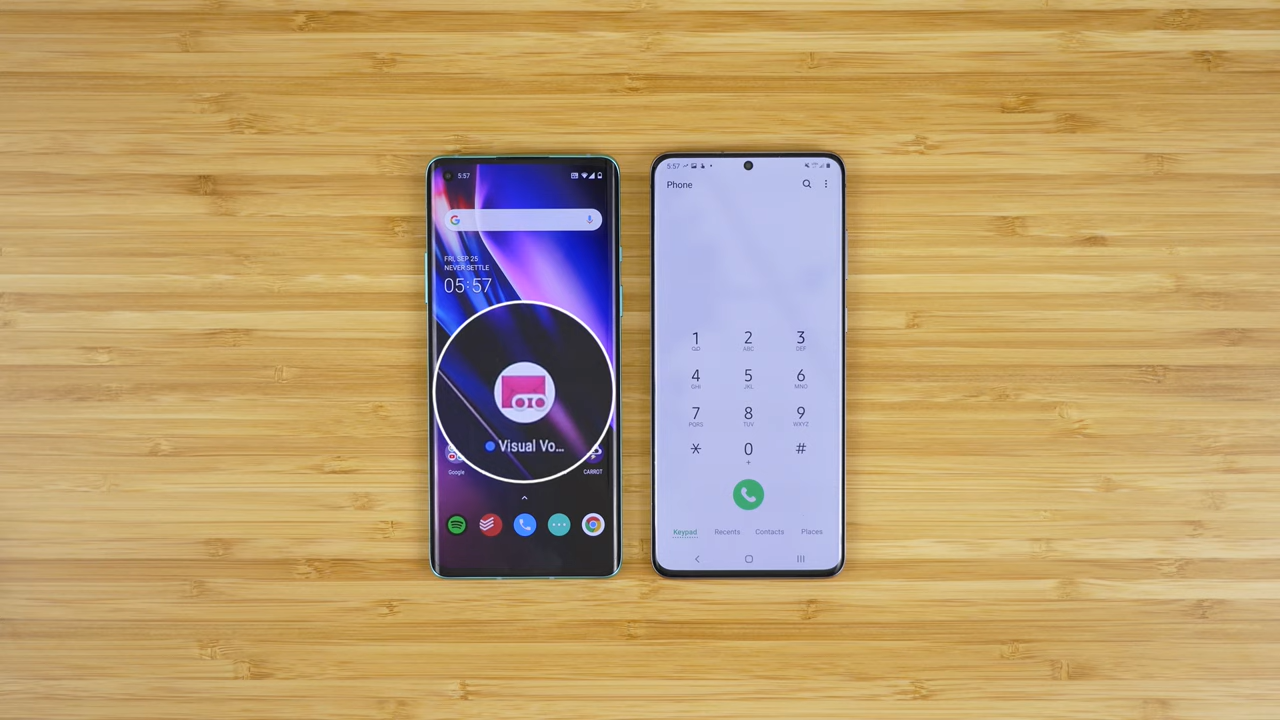 5:57
FRI, SEP 25
NEVER SETTLE
05:57
Visual Vo...
Google
CARROT
5:57
Phone
1
2 ABC
3 DEF
4 GHI
5 JKL
6 MNO
7 PQRS
8 TUV
9 WXYZ
*
0 +
#
Keypad
Recents
Contacts
Places